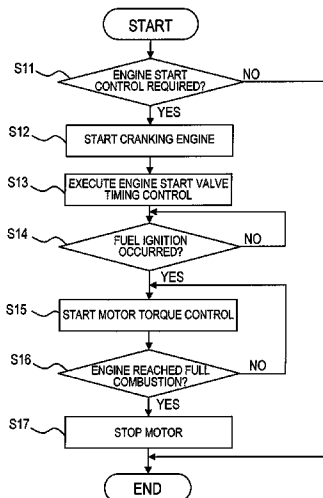 START
S11
ENGINE START
CONTROL REQUIRED?
NO
YES
S12
START CRANKING ENGINE
S13
EXECUTE ENGINE START VALVE
TIMING CONTROL
S14
FUEL IGNITION
OCCURRED?
NO
YES
S15
START MOTOR TORQUE CONTROL
S16
ENGINE REACHED FULL
COMBUSTION?
NO
YES
S17
STOP MOTOR
END